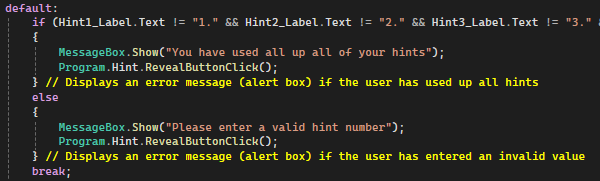 default:
if (Hint1_Label.Text != "1." && Hint2_Label.Text != "2." && Hint3_Label.Text != "3."
{
MessageBox.Show("You have used all up all of your hints");
Program.Hint.RevealButtonClick();
} // Displays an error message (alert box) if the user has used up all hints
else
{
MessageBox.Show("Please enter a valid hint number");
Program.Hint.RevealButtonClick();
} // Displays an error message (alert box) if the user has entered an invalid value
break;